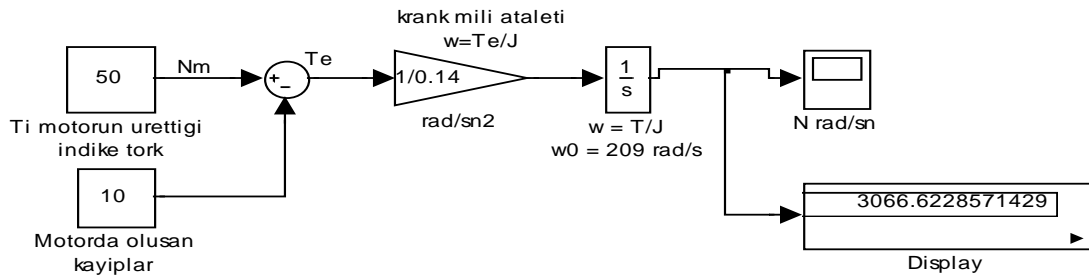 krank mili ataleti
w=Te/J
50
Nm
+
−
Te
1/0.14
1
s
Ti motorun urettigi
indike tork
rad/sn2
w = T/J
w0 = 209 rad/s
N rad/sn
10
3066.6228571429
Motorda olusan
kayiplar
Display